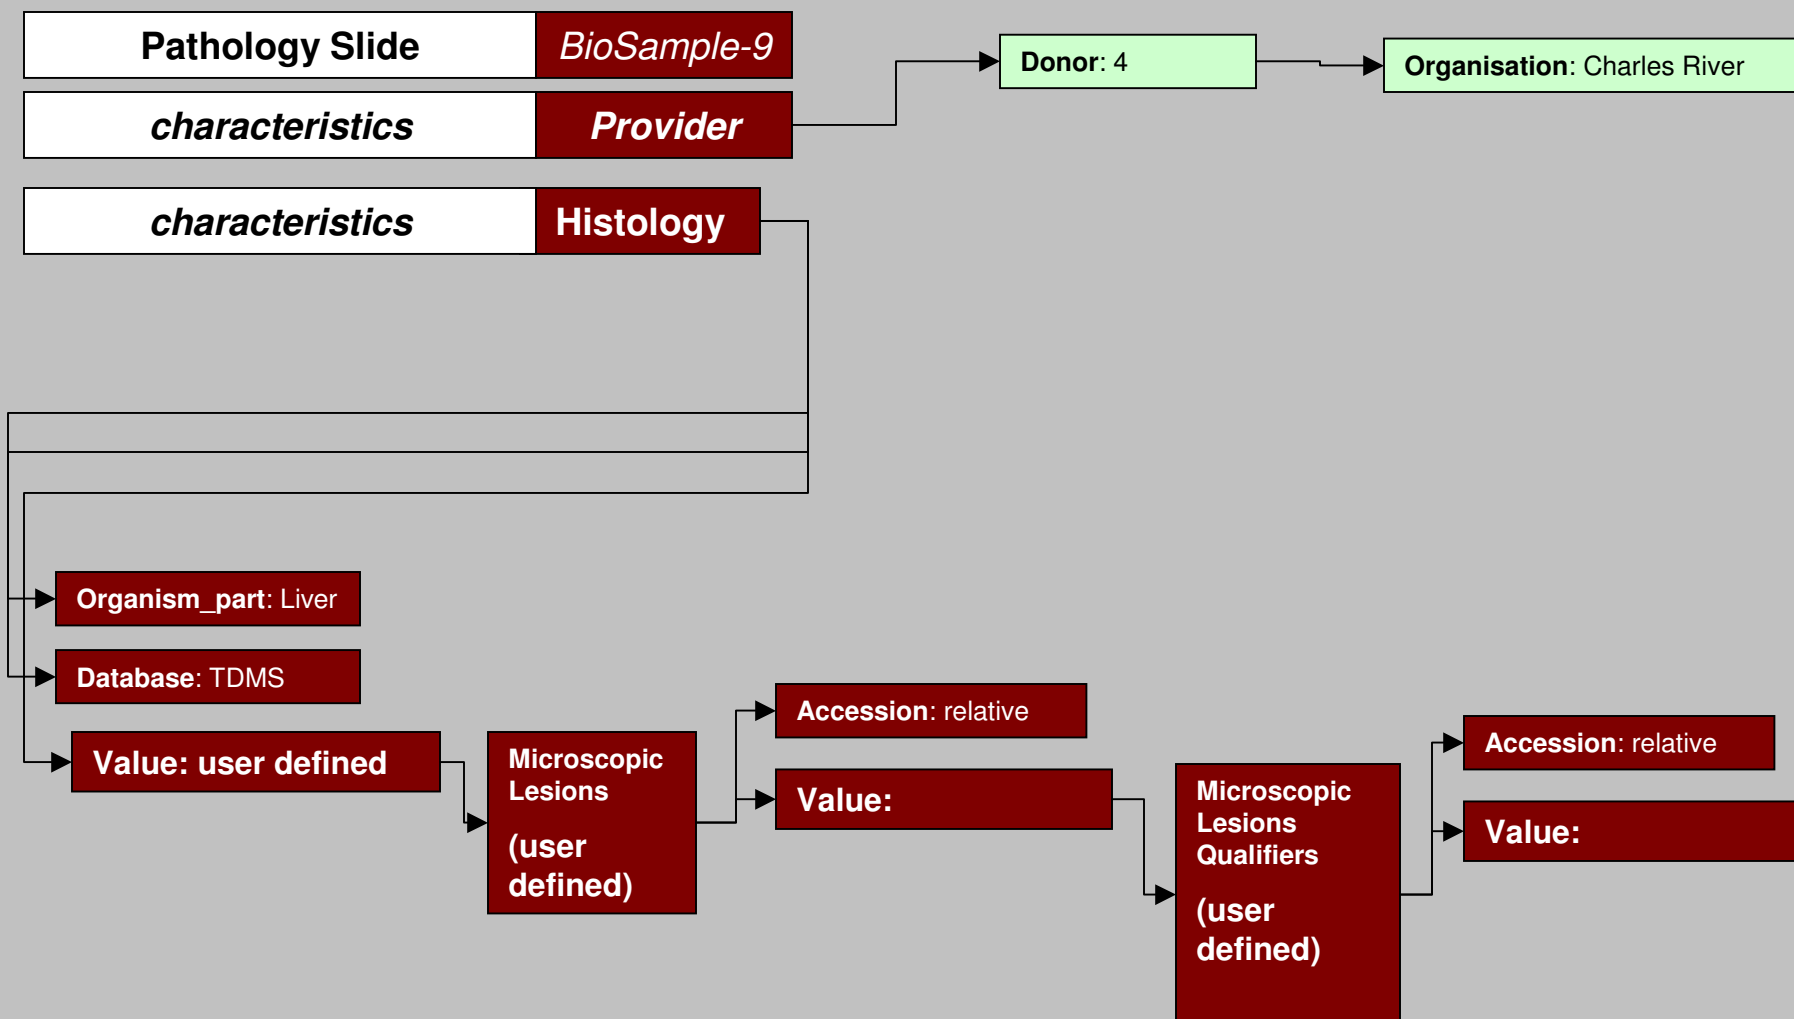 Pathology Slide BioSample-9
characteristics Provider
Donor: 4
Organisation: Charles River
characteristics Histology
Organism_part: Liver
Database: TDMS
Value: user defined
Microscopic
Lesions
(user
defined)
Accession: relative
Value:
Microscopic
Lesions
Qualifiers
(user
defined)
Accession: relative
Value: